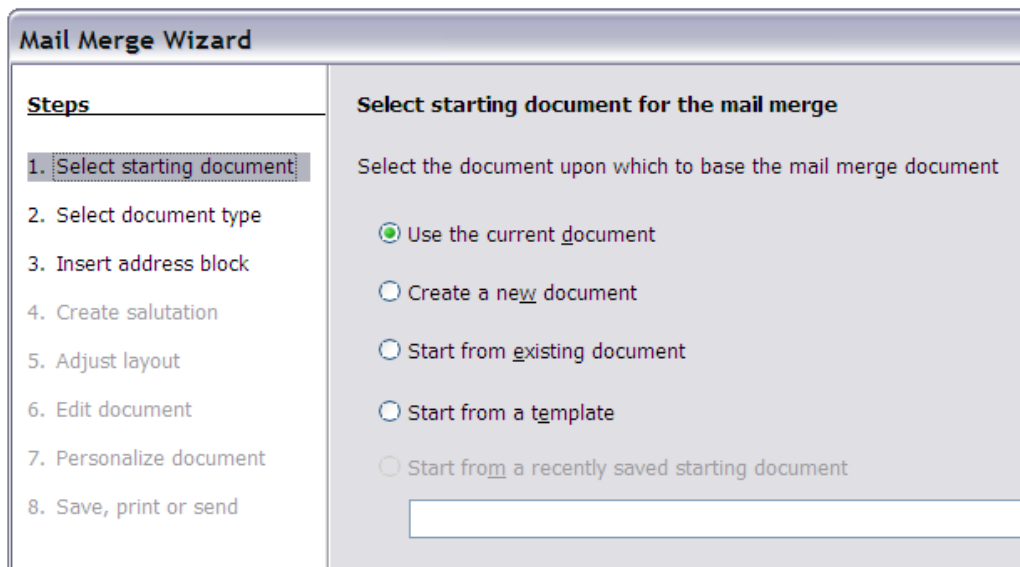 Mail Merge Wizard
Steps
1. Select starting document
2. Select document type
3. Insert address block
4. Create salutation
5. Adjust layout
6. Edit document
7. Personalize document
8. Save, print or send
Select starting document for the mail merge
Select the document upon which to base the mail merge document
Use the current document
Create a new document
Start from existing document
Start from a template
Start from a recently saved starting document